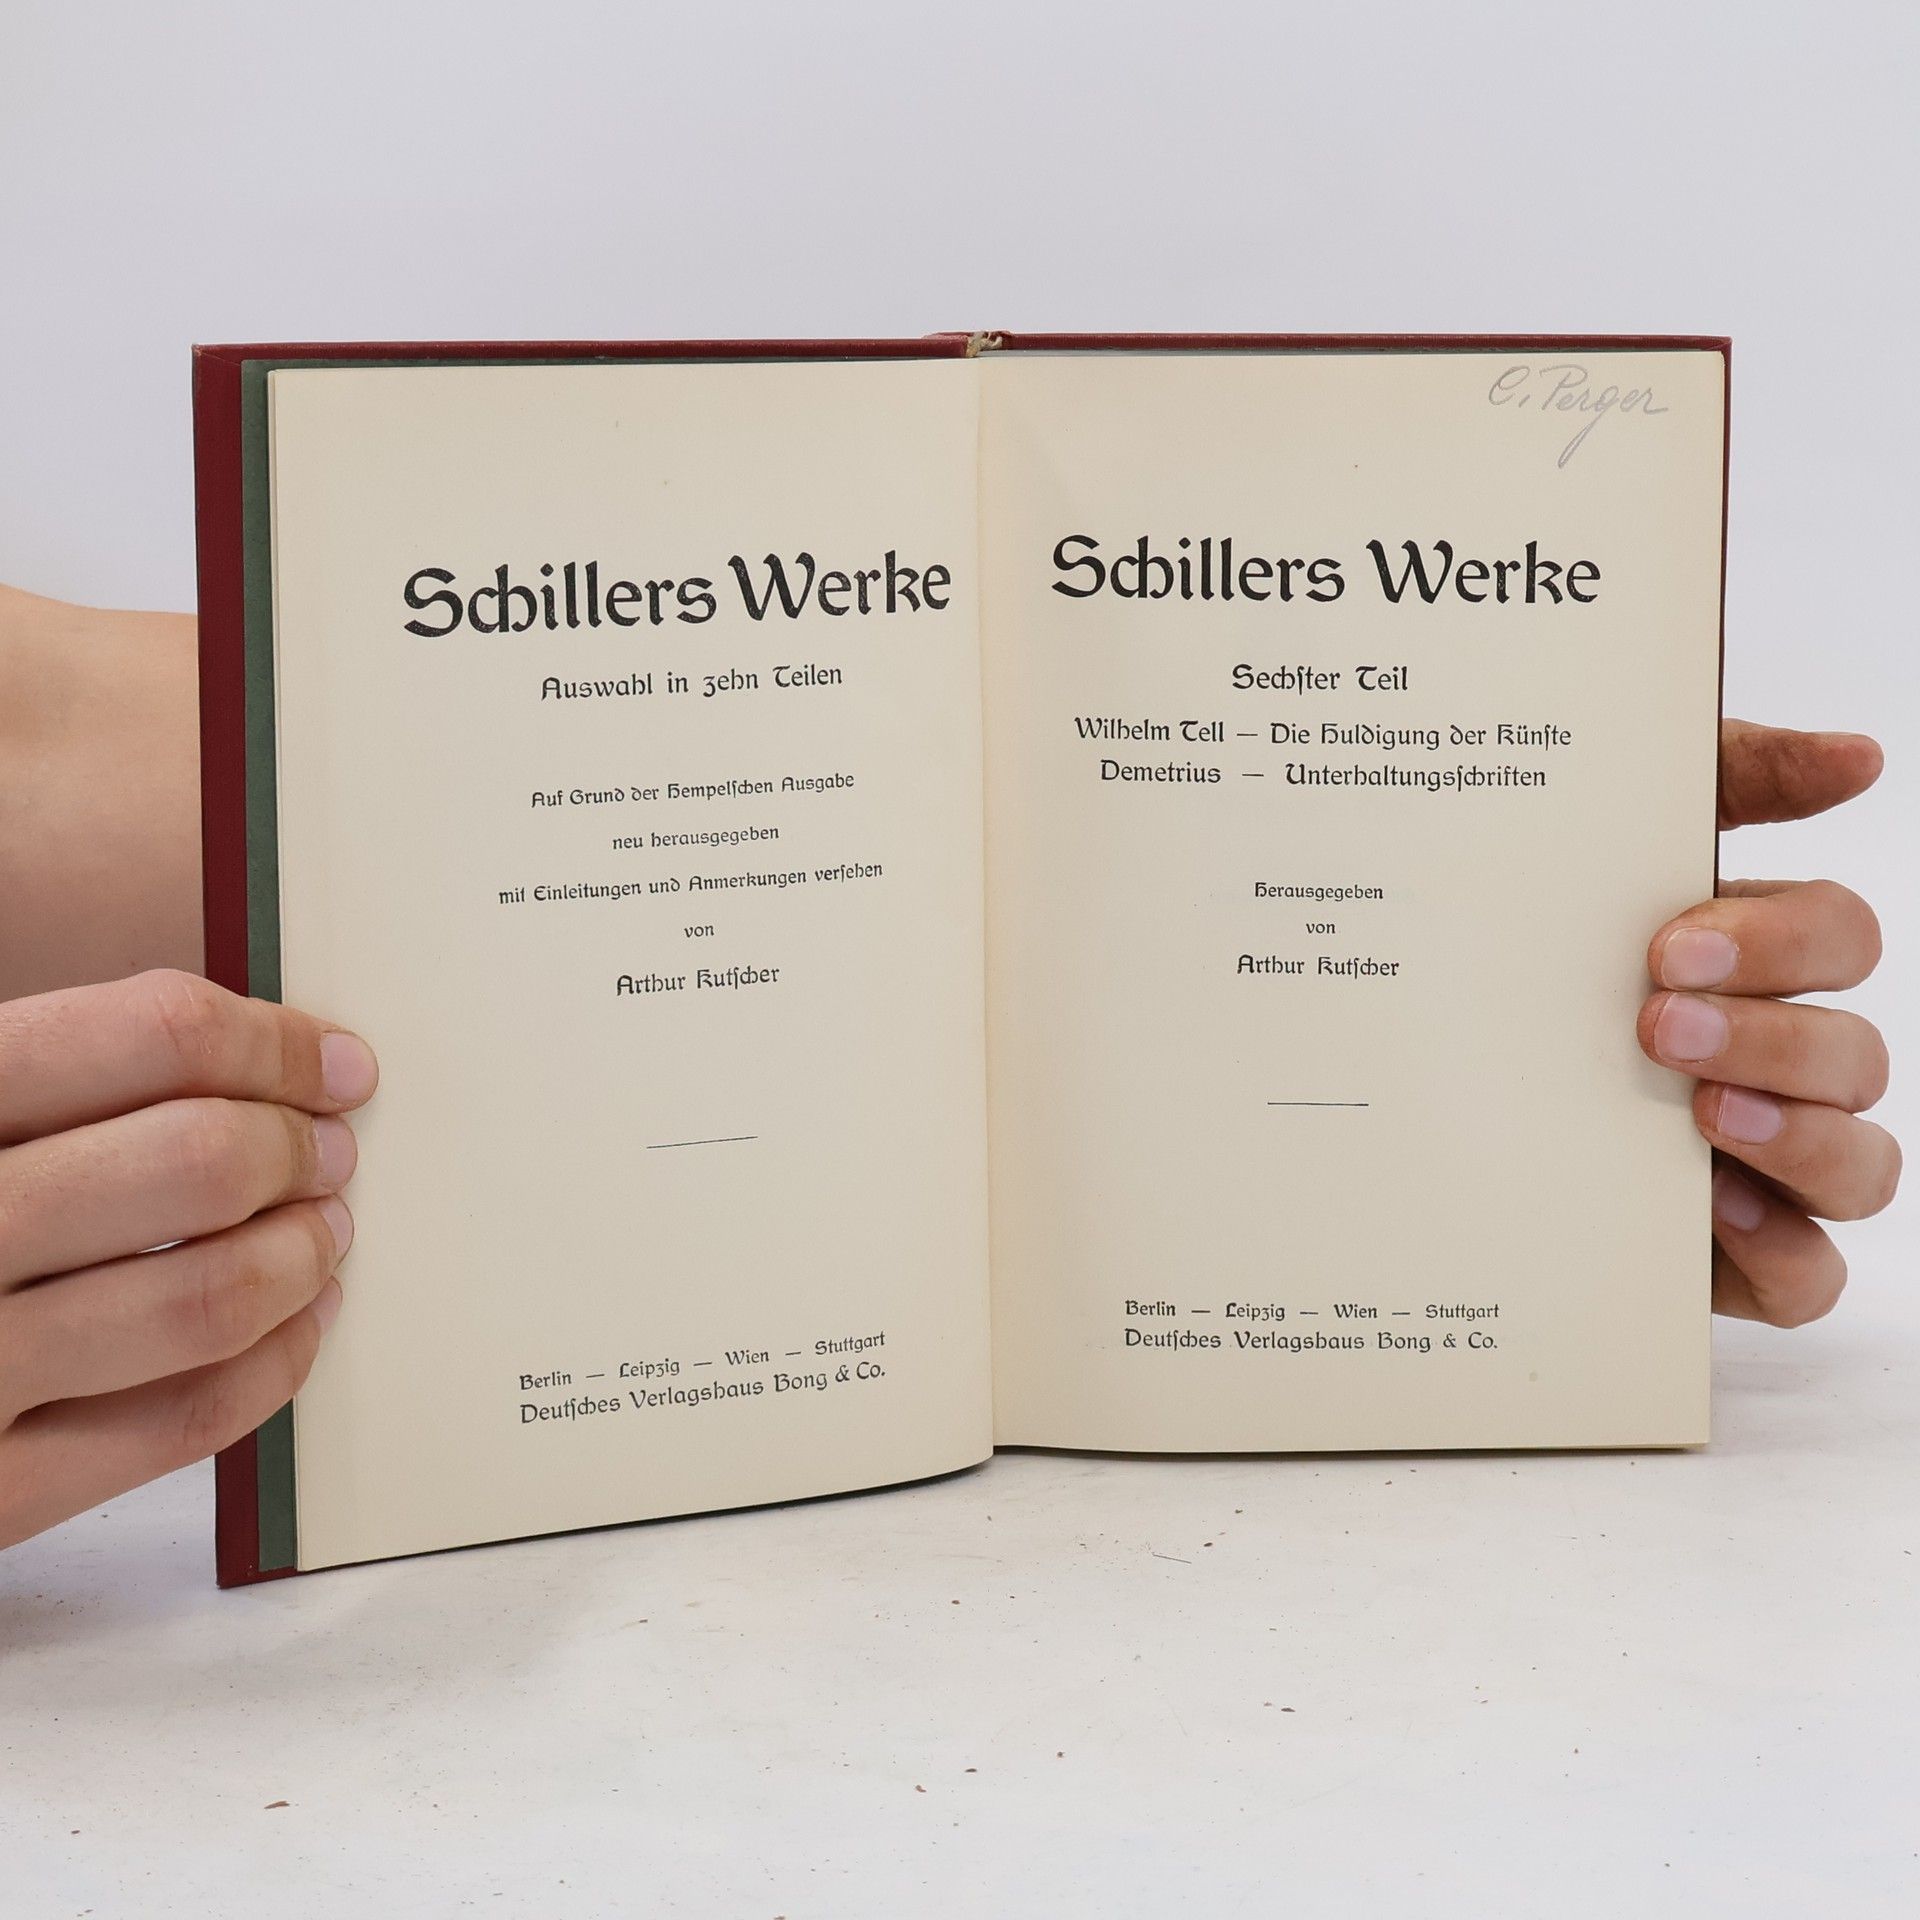 Schillers Werke
Auswahl in zehn Teilen
Auf Grund der Hempelſchen Ausgabe
neu herausgegeben
mit Einleitungen und Anmerkungen verſehen
von
Arthur Kutſcher
Berlin — Leipzig — Wien — Stuttgart
Deutſches Verlagshaus Bong & Co.
C. Perger
Schillers Werke
Sechſter Teil
Wilhelm Tell — Die Huldigung der Künſte
Demetrius — Unterhaltungsſchriften
Herausgegeben
von
Arthur Kutſcher
Berlin — Leipzig — Wien — Stuttgart
Deutſches Verlagshaus Bong & Co.